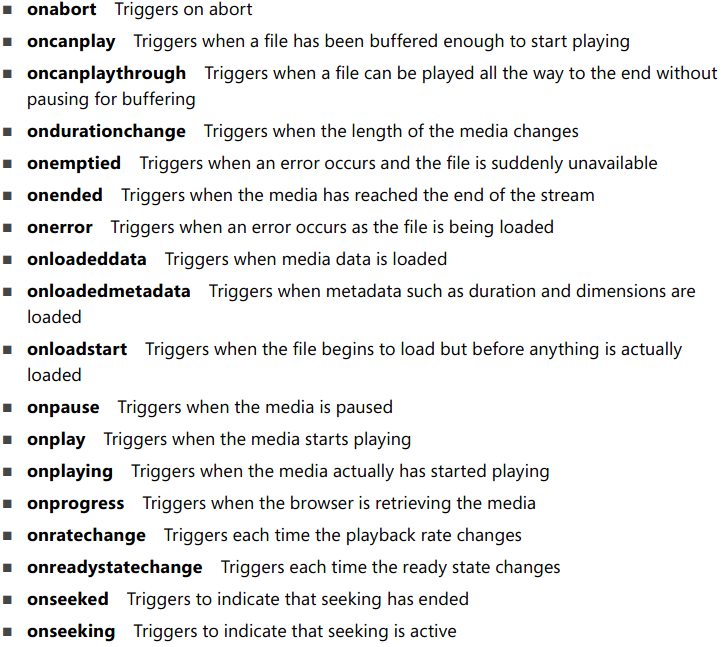 ■ onabort Triggers on abort
■ oncanplay Triggers when a file has been buffered enough to start playing
■ oncanplaythrough Triggers when a file can be played all the way to the end without
pausing for buffering
■ ondurationchange Triggers when the length of the media changes
■ onemptied Triggers when an error occurs and the file is suddenly unavailable
■ onended Triggers when the media has reached the end of the stream
■ onerror Triggers when an error occurs as the file is being loaded
■ onloadeddata Triggers when media data is loaded
■ onloadedmetadata Triggers when metadata such as duration and dimensions are
loaded
■ onloadstart Triggers when the file begins to load but before anything is actually
loaded
■ onpause Triggers when the media is paused
■ onplay Triggers when the media starts playing
■ onplaying Triggers when the media actually has started playing
■ onprogress Triggers when the browser is retrieving the media
■ onratechange Triggers each time the playback rate changes
■ onreadystatechange Triggers each time the ready state changes
■ onseeked Triggers to indicate that seeking has ended
■ onseeking Triggers to indicate that seeking is active